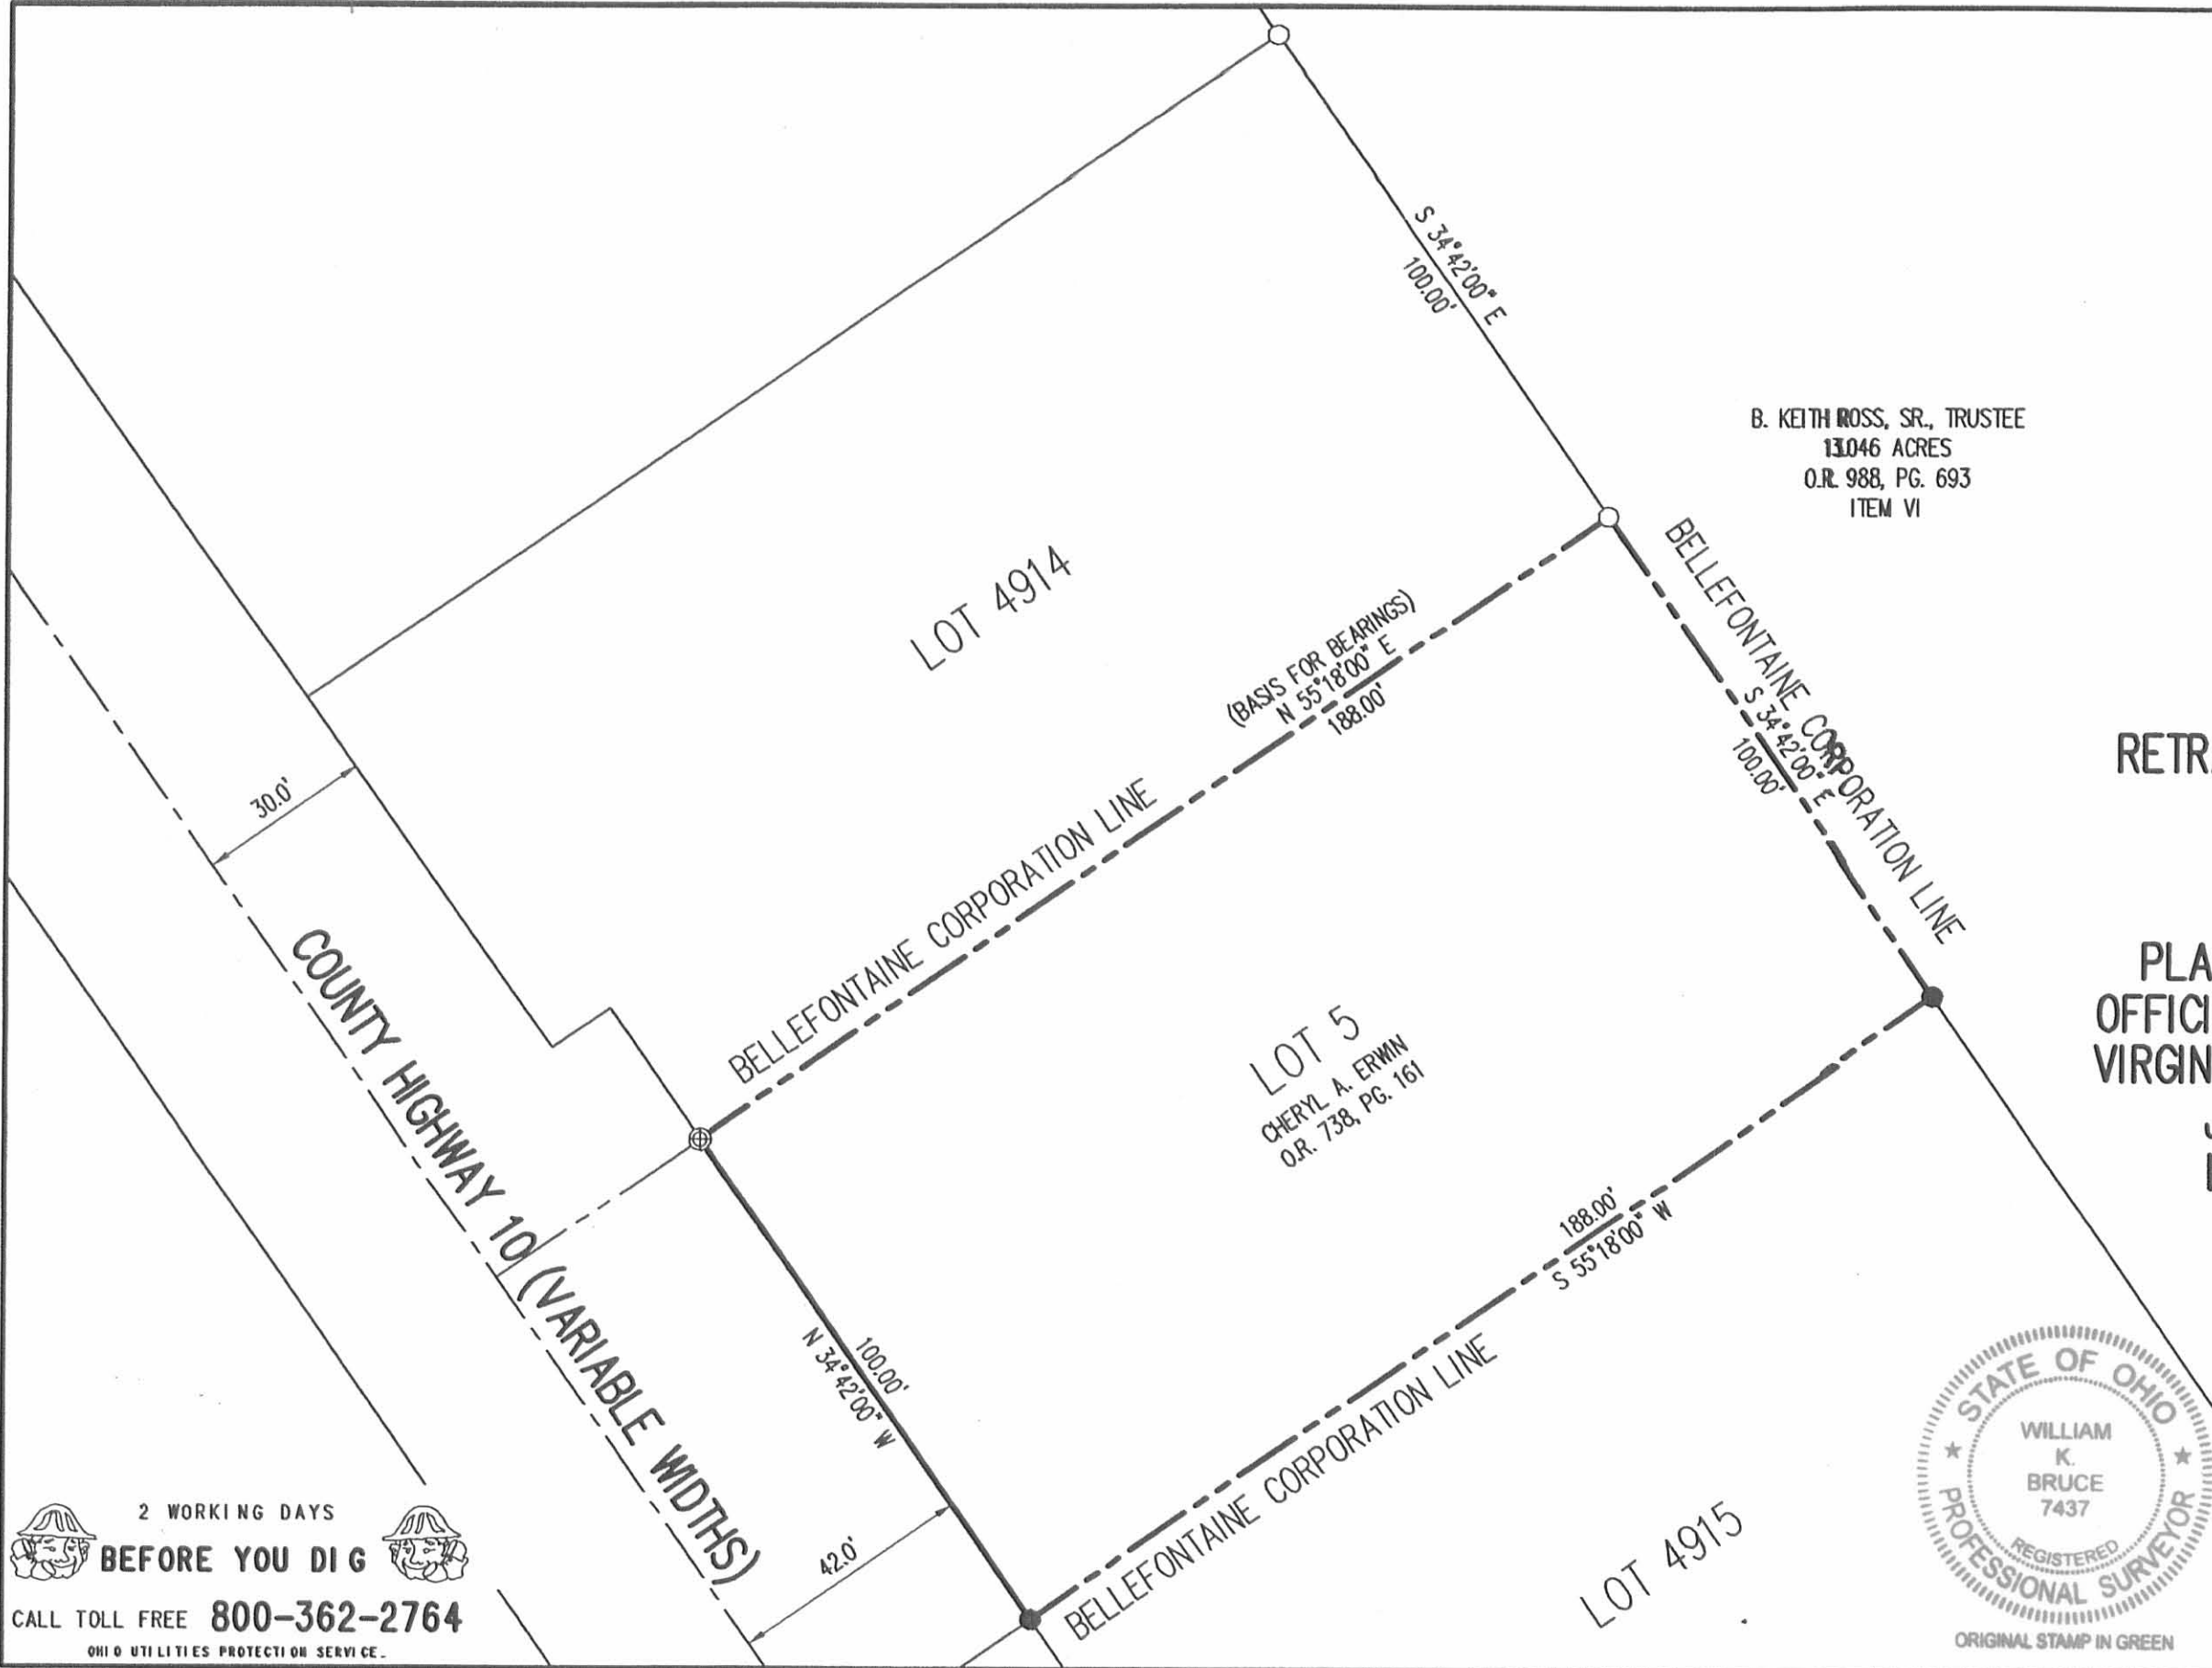 S 34°42'00" E
100.00'
B. KEITH ROSS, SR., TRUSTEE
13.046 ACRES
O.R. 988, PG. 693
ITEM VI
LOT 4914
(BASIS FOR BEARINGS)
N 55°18'00" E
188.00'
BELLEFONTAINE CORPORATION LINE
S 34°42'00" E
100.00'
30.0'
BELLEFONTAINE CORPORATION LINE
RETR
COUNTY HIGHWAY 10 (VARIABLE WIDTHS)
LOT 5
CHERYL A. ERWIN
O.R. 738, PG. 161
PLA
OFFICI
VIRGIN
188.00'
S 55°18'00" W
100.00'
N 34°42'00" W
BELLEFONTAINE CORPORATION LINE
42.0'
LOT 4915
2 WORKING DAYS
BEFORE YOU DIG
CALL TOLL FREE 800-362-2764
OHIO UTILITIES PROTECTION SERVICE.
STATE OF OHIO
WILLIAM
K.
BRUCE
7437
REGISTERED
PROFESSIONAL SURVEYOR
ORIGINAL STAMP IN GREEN